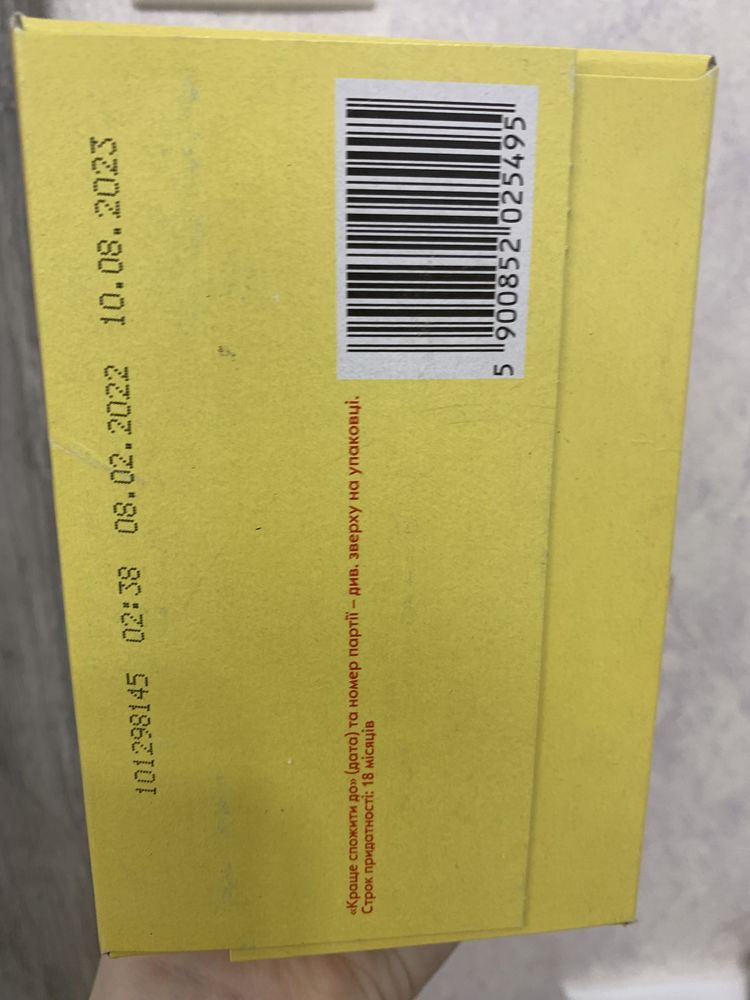 101298145 02:38 08.02.2022 10.08.2023
«Краще спожити до» (дата) та номер партії – див. зверху на упаковці.
Строк придатності: 18 місяців
5 900852 025495